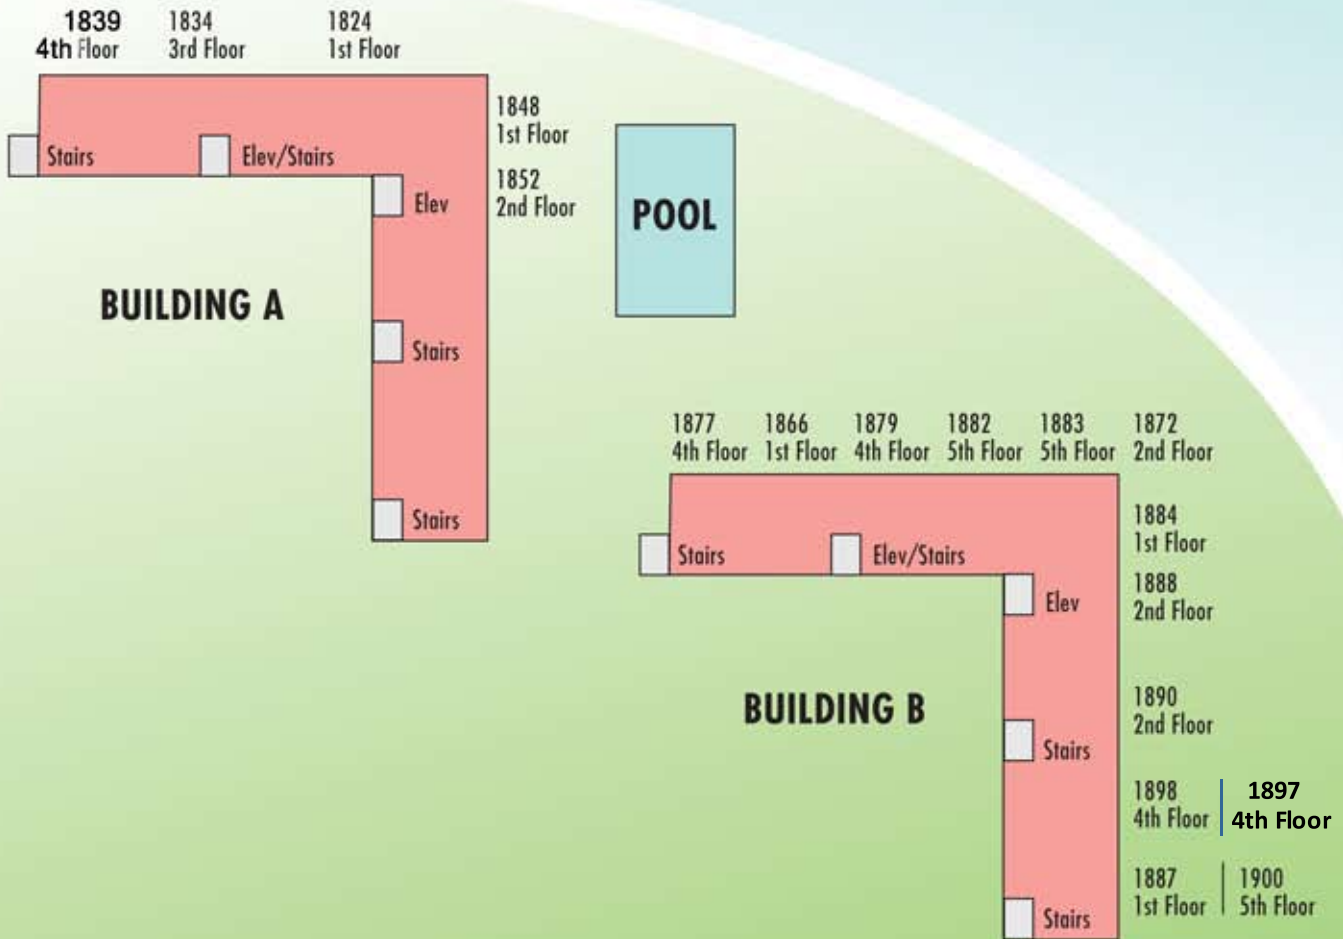 1839 1834 1824
4th Floor 3rd Floor 1st Floor
1848
1st Floor
Stairs Elev/Stairs
1852
2nd Floor
Elev
POOL
BUILDING A
Stairs
Stairs
1877 1866 1879 1882 1883 1872
4th Floor 1st Floor 4th Floor 5th Floor 5th Floor 2nd Floor
1884
1st Floor
Stairs Elev/Stairs
1888
2nd Floor
Elev
BUILDING B
1890
2nd Floor
Stairs
1898 1897
4th Floor 4th Floor
1887 1900
1st Floor 5th Floor
Stairs